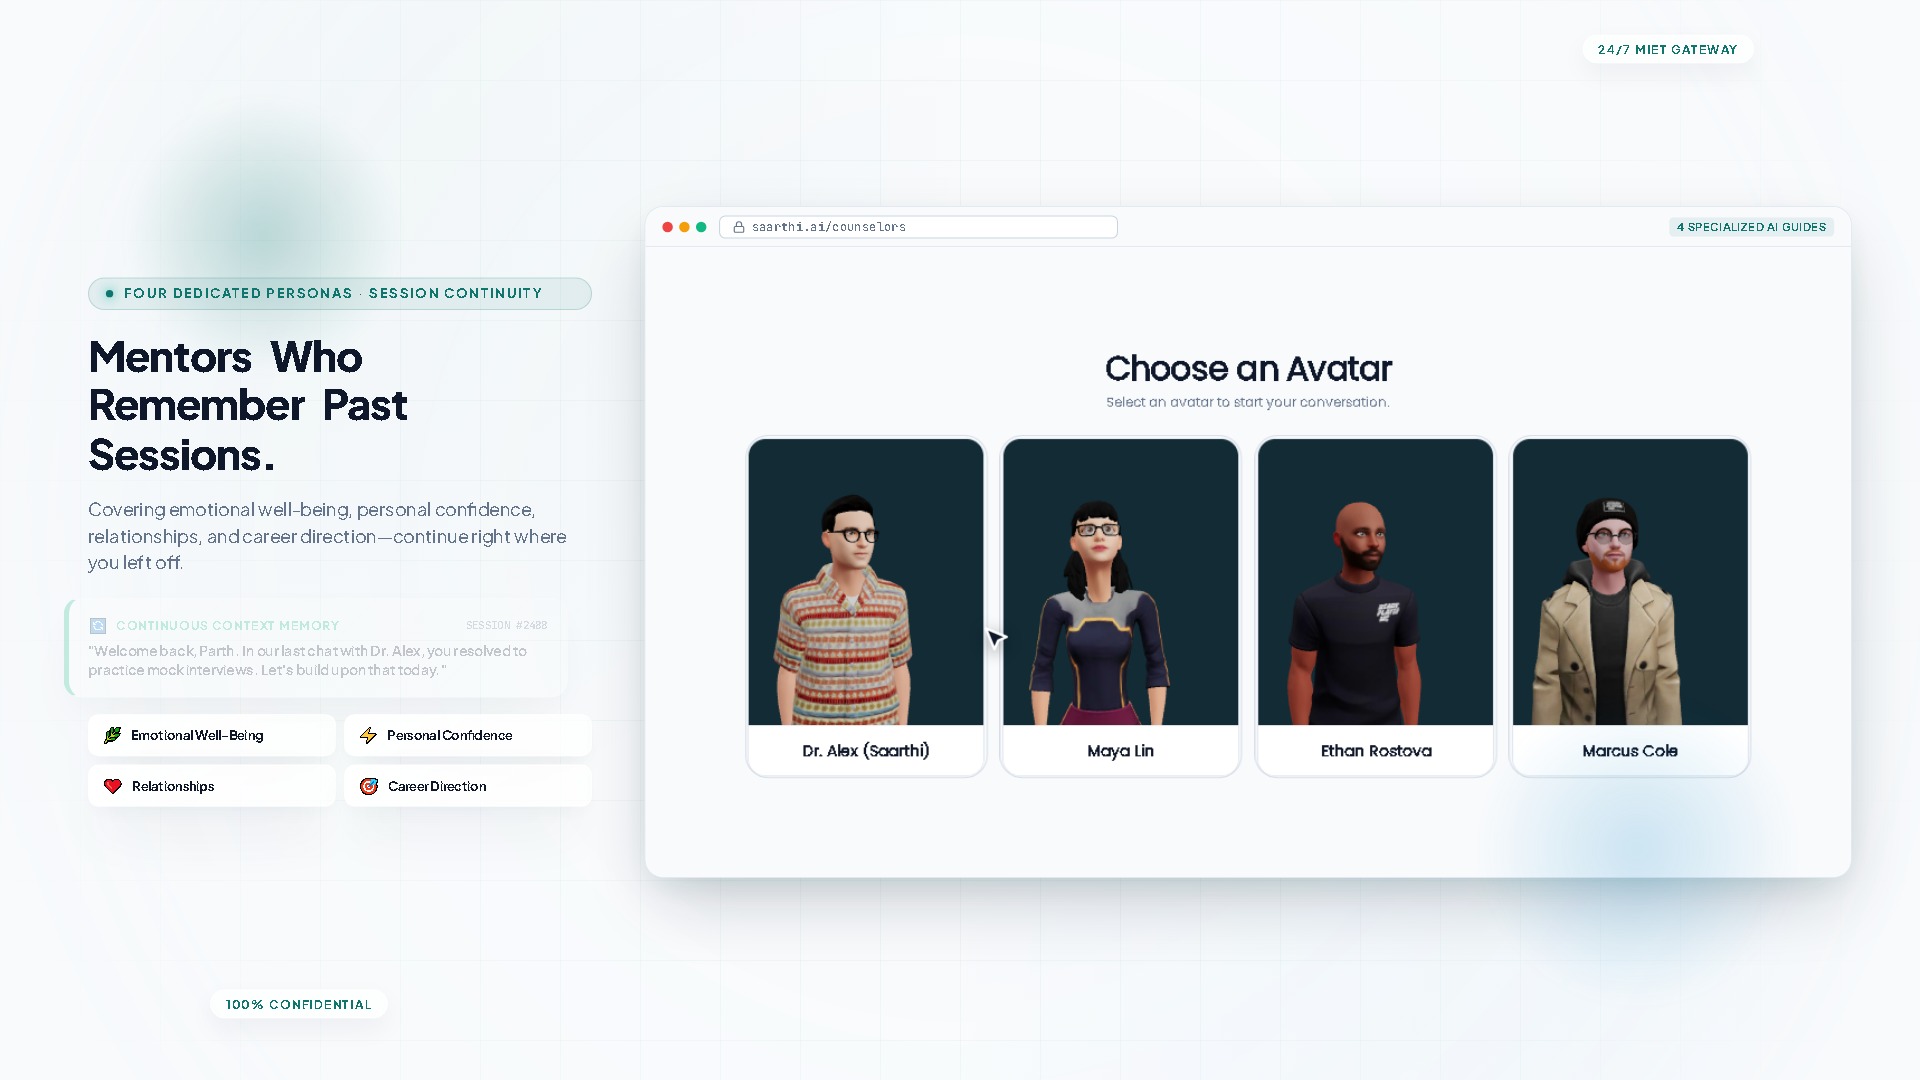 24/7 MIET GATEWAY
saarthi.ai/counselors
4 SPECIALIZED AI GUIDES
FOUR DEDICATED PERSONAS · SESSION CONTINUITY
Mentors Who
Remember Past
Sessions.
Covering emotional well-being, personal confidence,
relationships, and career direction—continue right where
you left off.
CONTINUOUS CONTEXT MEMORY
SESSION #248B
"Welcome back, Parth. In our last chat with Dr. Alex, you resolved to
practice mock interviews. Let's build upon that today."
Emotional Well-Being
Personal Confidence
Relationships
Career Direction
Choose an Avatar
Select an avatar to start your conversation.
Dr. Alex (Saarthi)
Maya Lin
Ethan Rostova
Marcus Cole
100% CONFIDENTIAL